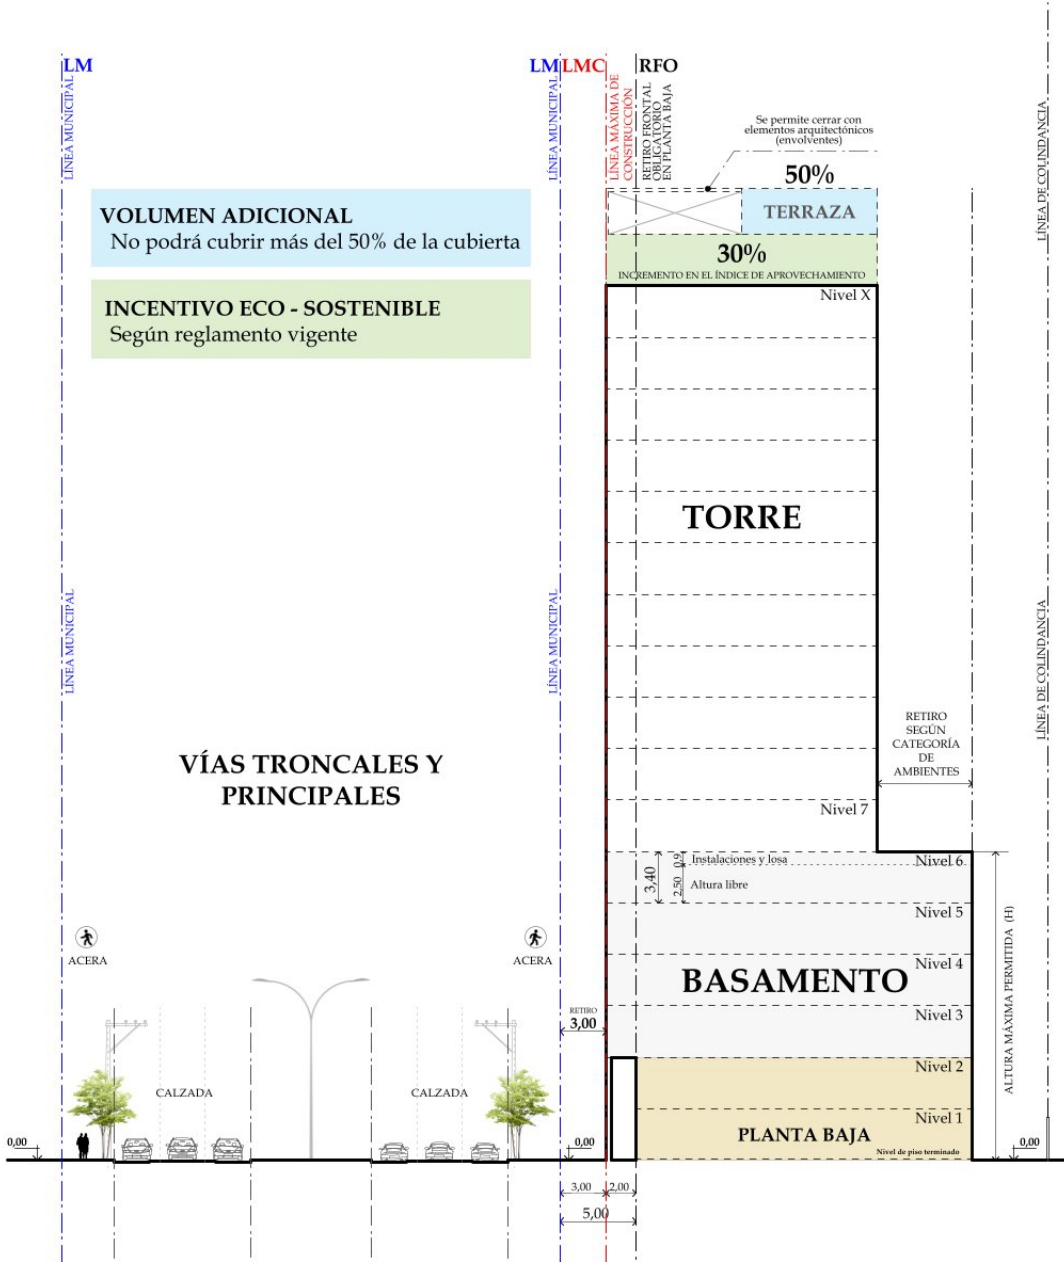 LM
LM
LMC
RFO
LÍNEA MUNICIPAL
LÍNEA MUNICIPAL
LÍNEA MÁXIMA DE
CONSTRUCCIÓN
RETIRO FRONTAL
OBLIGATORIO
EN PLANTA BAJA
LÍNEA DE COLINDANCIA
Se permite cerrar con
elementos arquitectónicos
(envolventes)
50%
TERRAZA
VOLUMEN ADICIONAL
No podrá cubrir más del 50% de la cubierta
30%
INCREMENTO EN EL ÍNDICE DE APROVECHAMIENTO
INCENTIVO ECO - SOSTENIBLE
Según reglamento vigente
Nivel X
TORRE
LÍNEA MUNICIPAL
LÍNEA MUNICIPAL
LÍNEA DE COLINDANCIA
RETIRO
SEGÚN
CATEGORÍA
DE
AMBIENTES
VÍAS TRONCALES Y
PRINCIPALES
Nivel 7
3,40
0,9
2,50
Instalaciones y losa
Altura libre
Nivel 6
Nivel 5
ALTURA MÁXIMA PERMITIDA (H)
ACERA
ACERA
BASAMENTO
Nivel 4
RETIRO
3,00
Nivel 3
Nivel 2
CALZADA
CALZADA
Nivel 1
PLANTA BAJA
Nivel de piso terminado
0,00
0,00
0,00
3,00
2,00
5,00